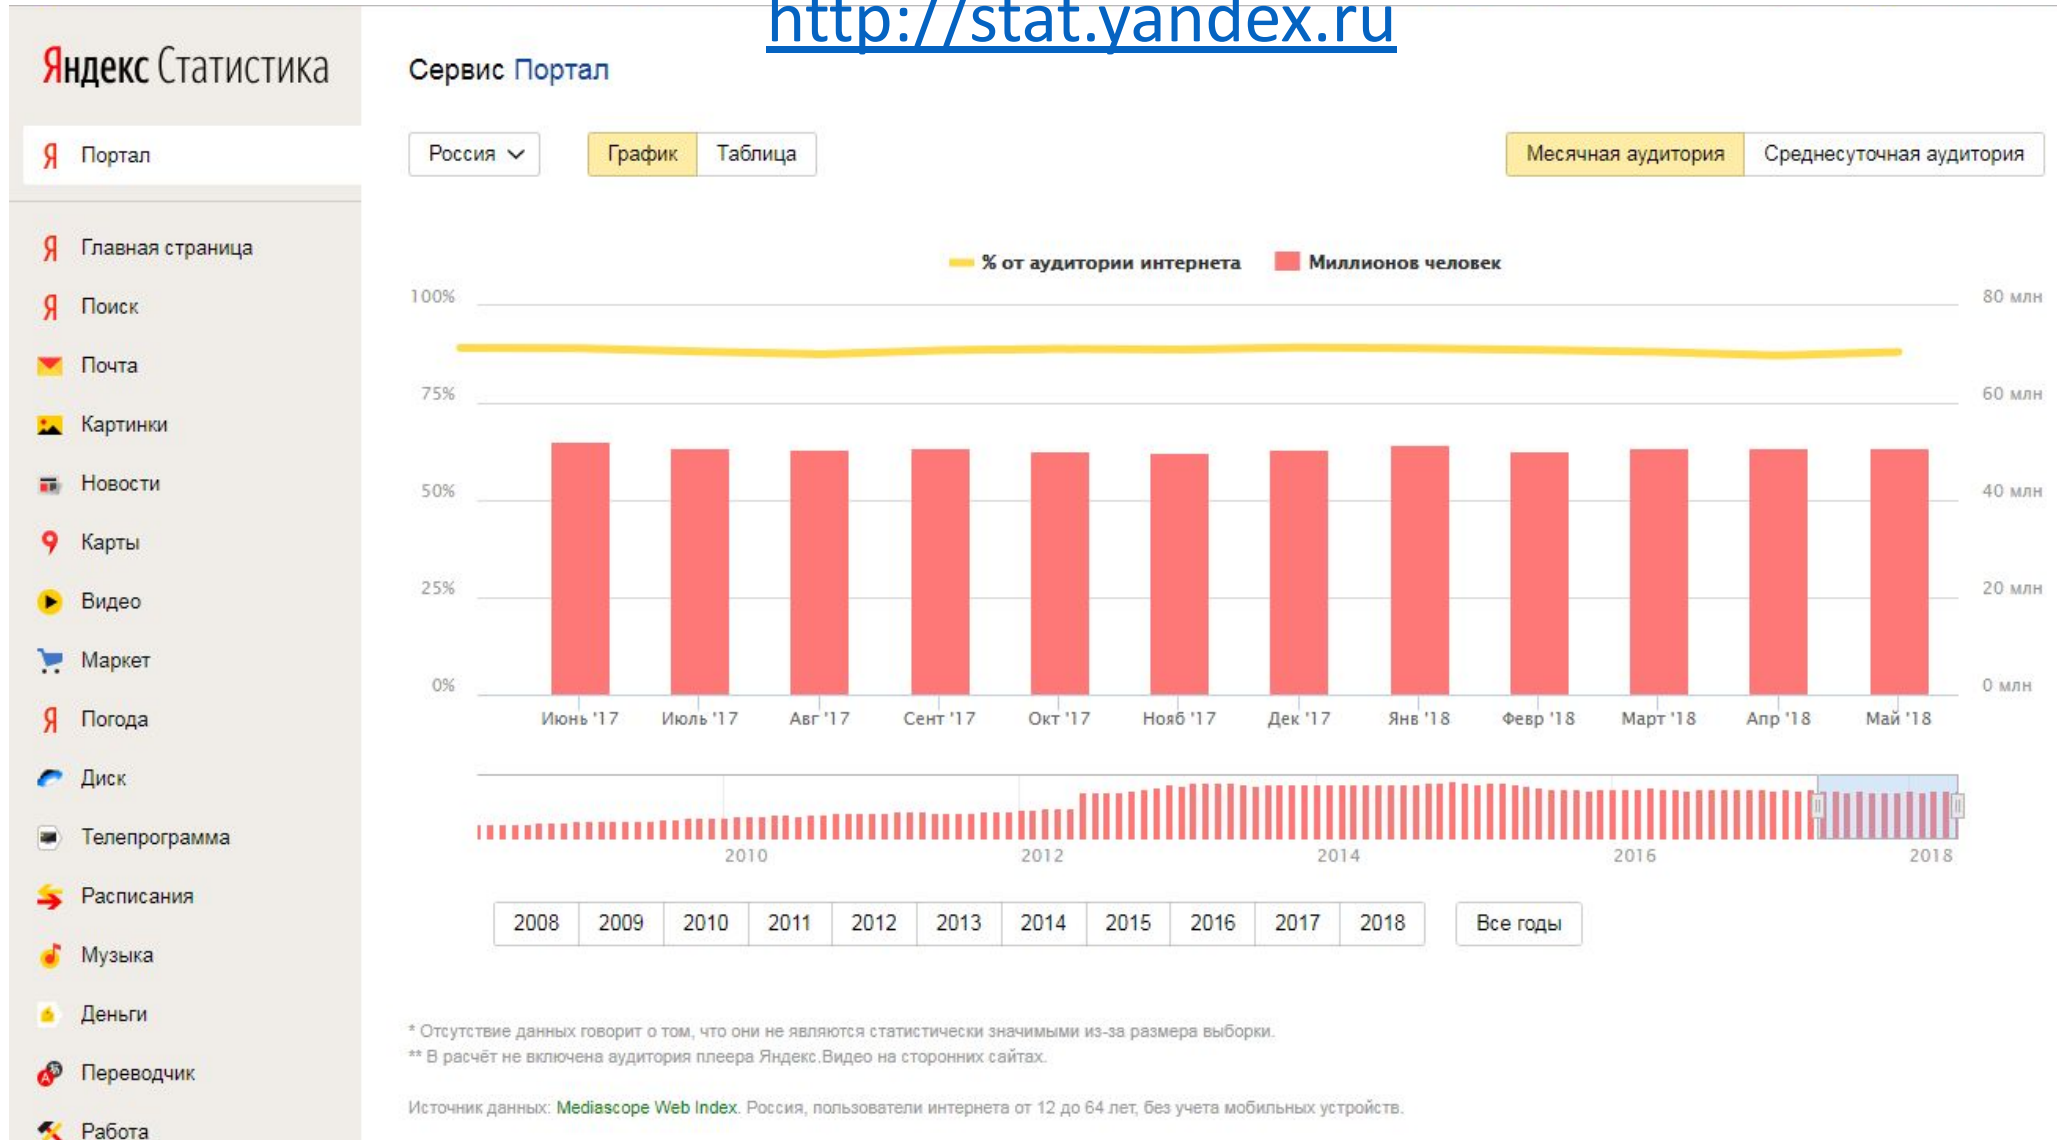 http://stat.yandex.ru
Яндекс Статистика
Портал
Главная страница
Поиск
Почта
Картинки
Новости
Карты
Видео
Маркет
Погода
Диск
Телепрограмма
Расписания
Музыка
Деньги
Переводчик
Работа
Сервис Портал
Россия
График
Таблица
Месячная аудитория
Среднесуточная аудитория
% от аудитории интернета
Миллионов человек
100%
75%
50%
25%
0%
80 млн
60 млн
40 млн
20 млн
0 млн
Июнь '17
Июль '17
Авг '17
Сент '17
Окт '17
Нояб '17
Дек '17
Янв '18
Февр '18
Март '18
Апр '18
Май '18
2010
2012
2014
2016
2018
2008
2009
2010
2011
2012
2013
2014
2015
2016
2017
2018
Все годы
* Отсутствие данных говорит о том, что они не являются статистически значимыми из-за размера выборки.
** В расчёт не включена аудитория плеера Яндекс.Видео на сторонних сайтах.
Источник данных: Mediascope Web Index. Россия, пользователи интернета от 12 до 64 лет, без учета мобильных устройств.